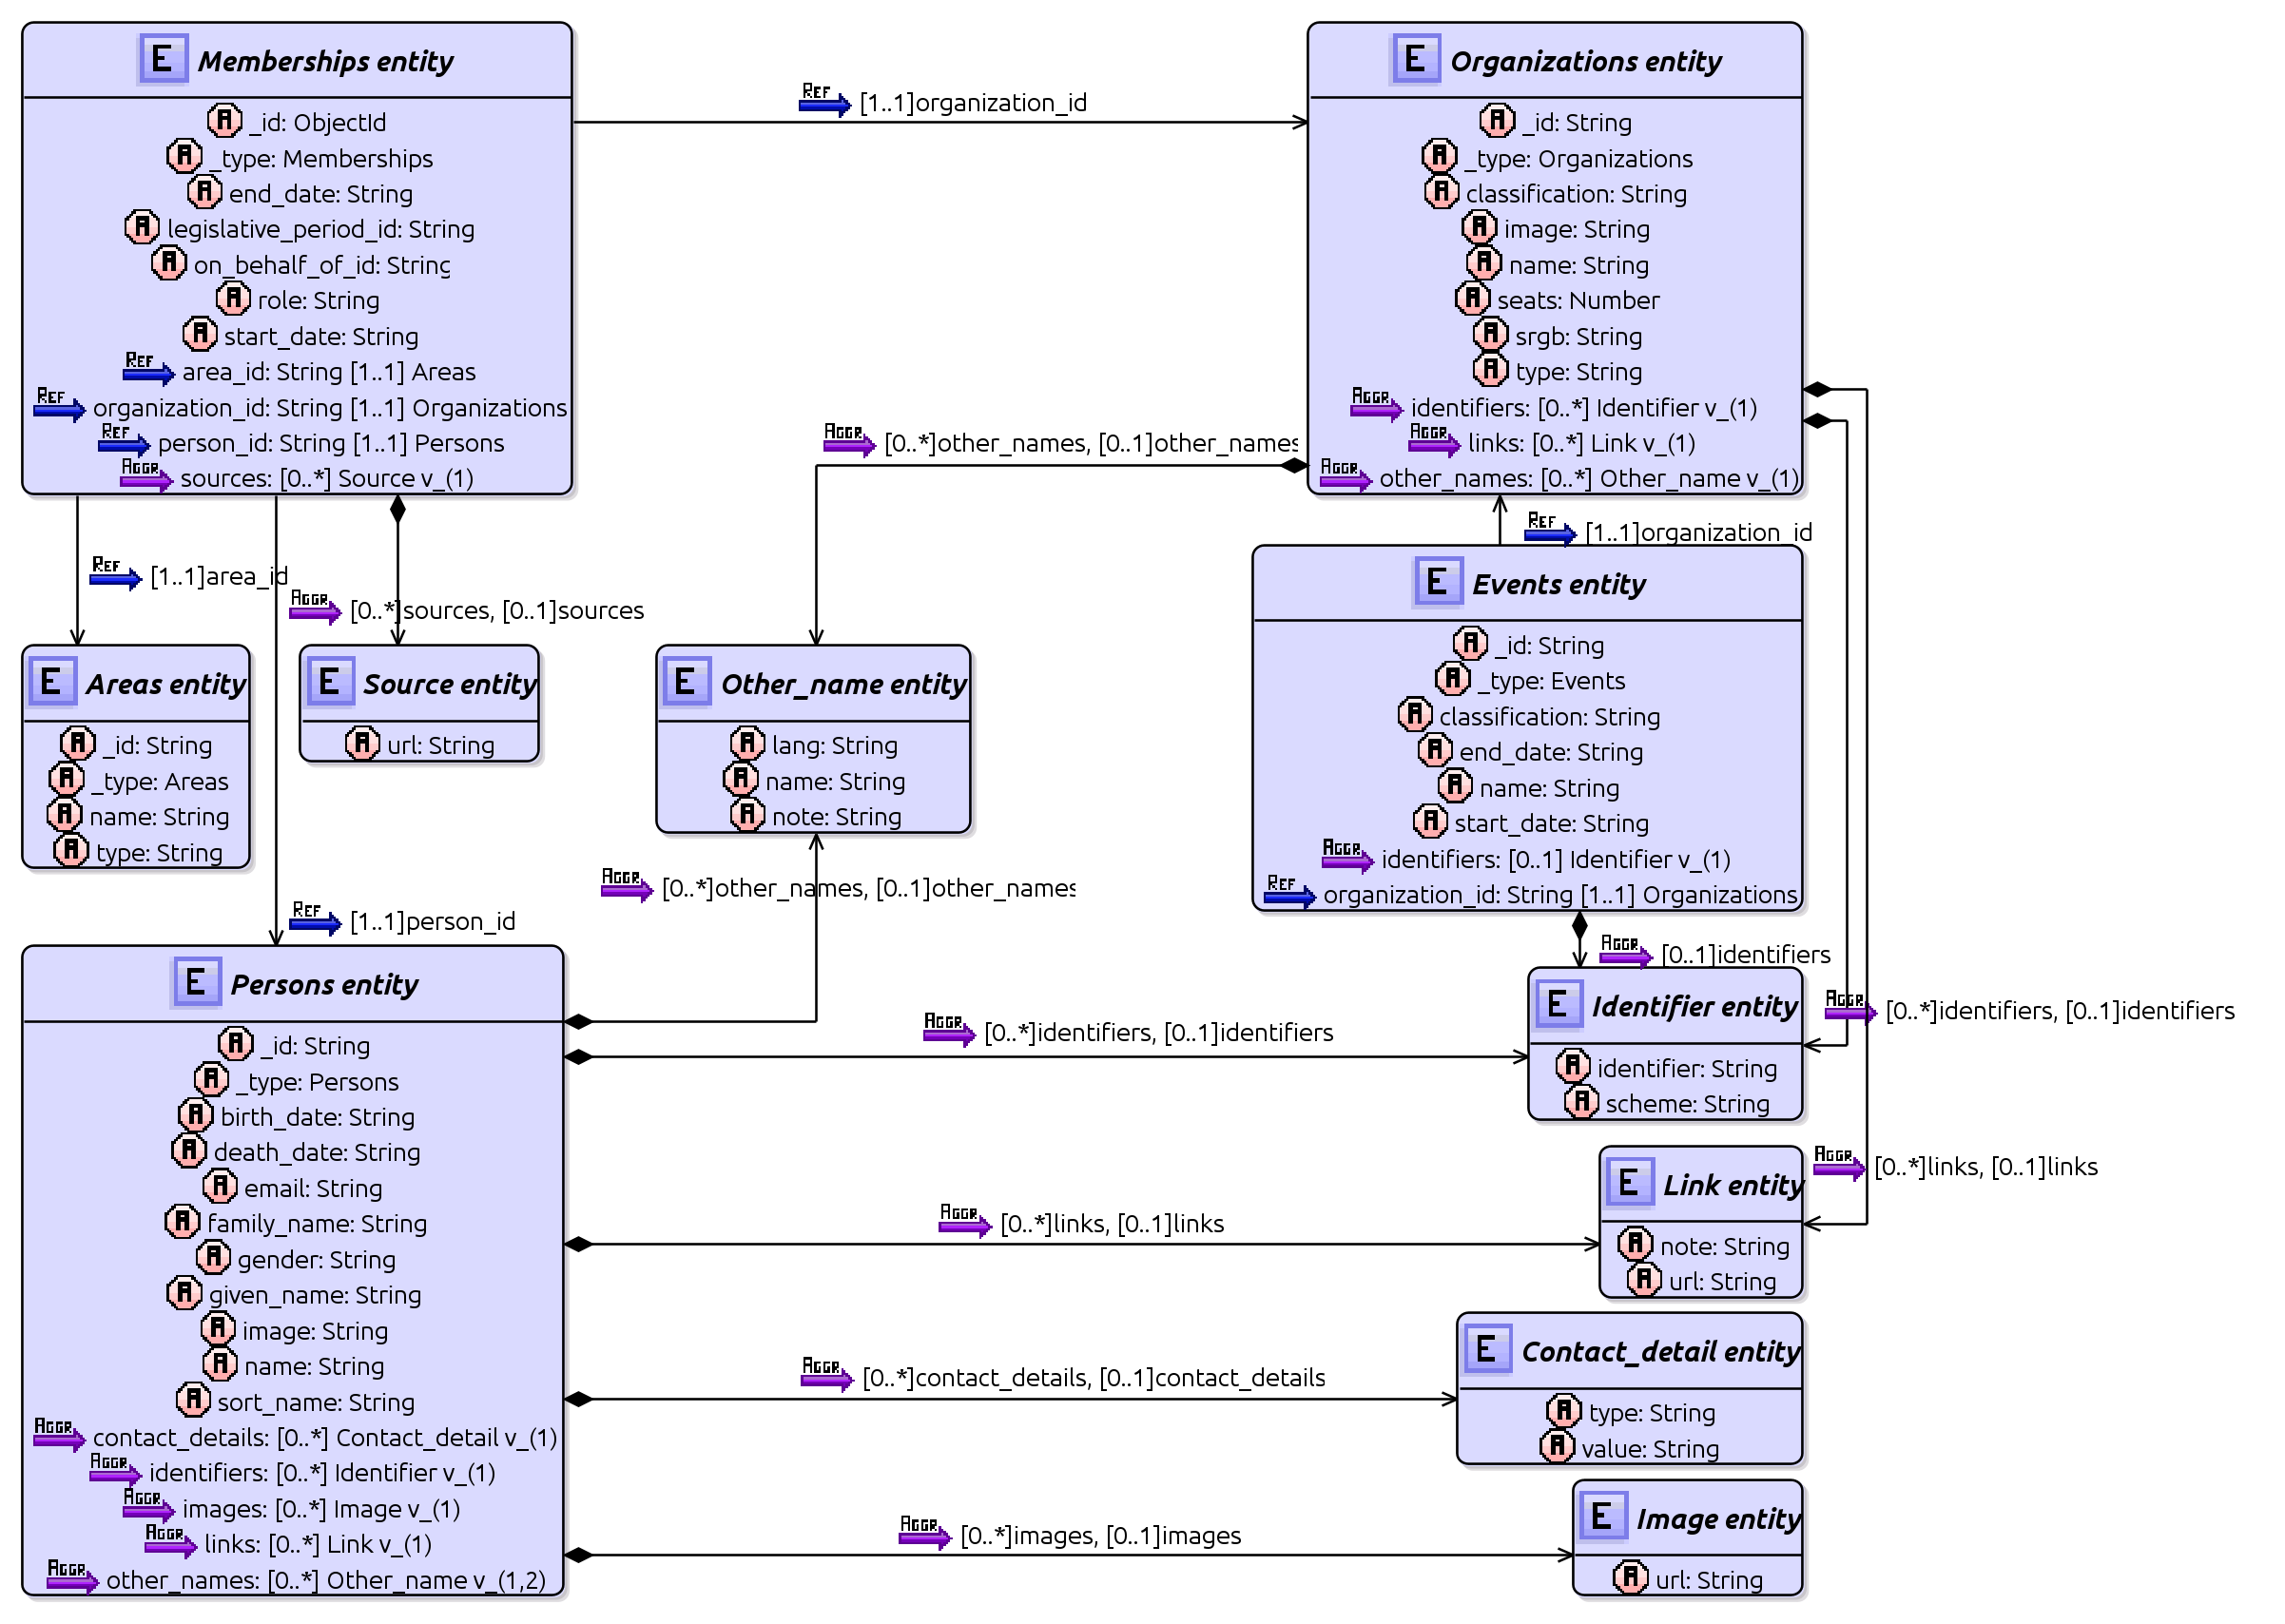 E Memberships entity
A _id: ObjectId
A _type: Memberships
A end_date: String
A legislative_period_id: String
A on_behalf_of_id: String
A role: String
A start_date: String
REF area_id: String [1..1] Areas
REF organization_id: String [1..1] Organizations
REF person_id: String [1..1] Persons
AGGR sources: [0..*] Source v_(1)
REF [1..1]organization_id
E Organizations entity
A _id: String
A _type: Organizations
A classification: String
A image: String
A name: String
A seats: Number
A srgb: String
A type: String
AGGR identifiers: [0..*] Identifier v_(1)
AGGR links: [0..*] Link v_(1)
AGGR other_names: [0..*] Other_name v_(1)
AGGR [0..*]other_names, [0..1]other_names
REF [1..1]organization_id
REF [1..1]area_id
AGGR [0..*]sources, [0..1]sources
E Events entity
A _id: String
A _type: Events
A classification: String
A end_date: String
A name: String
A start_date: String
AGGR identifiers: [0..1] Identifier v_(1)
REF organization_id: String [1..1] Organizations
E Areas entity
A _id: String
A _type: Areas
A name: String
A type: String
E Source entity
A url: String
E Other_name entity
A lang: String
A name: String
A note: String
AGGR [0..*]other_names, [0..1]other_names
REF [1..1]person_id
AGGR [0..1]identifiers
E Persons entity
A _id: String
A _type: Persons
A birth_date: String
A death_date: String
A email: String
A family_name: String
A gender: String
A given_name: String
A image: String
A name: String
A sort_name: String
AGGR contact_details: [0..*] Contact_detail v_(1)
AGGR identifiers: [0..*] Identifier v_(1)
AGGR images: [0..*] Image v_(1)
AGGR links: [0..*] Link v_(1)
AGGR other_names: [0..*] Other_name v_(1,2)
AGGR [0..*]identifiers, [0..1]identifiers
E Identifier entity
A identifier: String
A scheme: String
AGGR [0..*]identifiers, [0..1]identifiers
AGGR [0..*]links, [0..1]links
E Link entity
A note: String
A url: String
AGGR [0..*]links, [0..1]links
AGGR [0..*]contact_details, [0..1]contact_details
E Contact_detail entity
A type: String
A value: String
AGGR [0..*]images, [0..1]images
E Image entity
A url: String